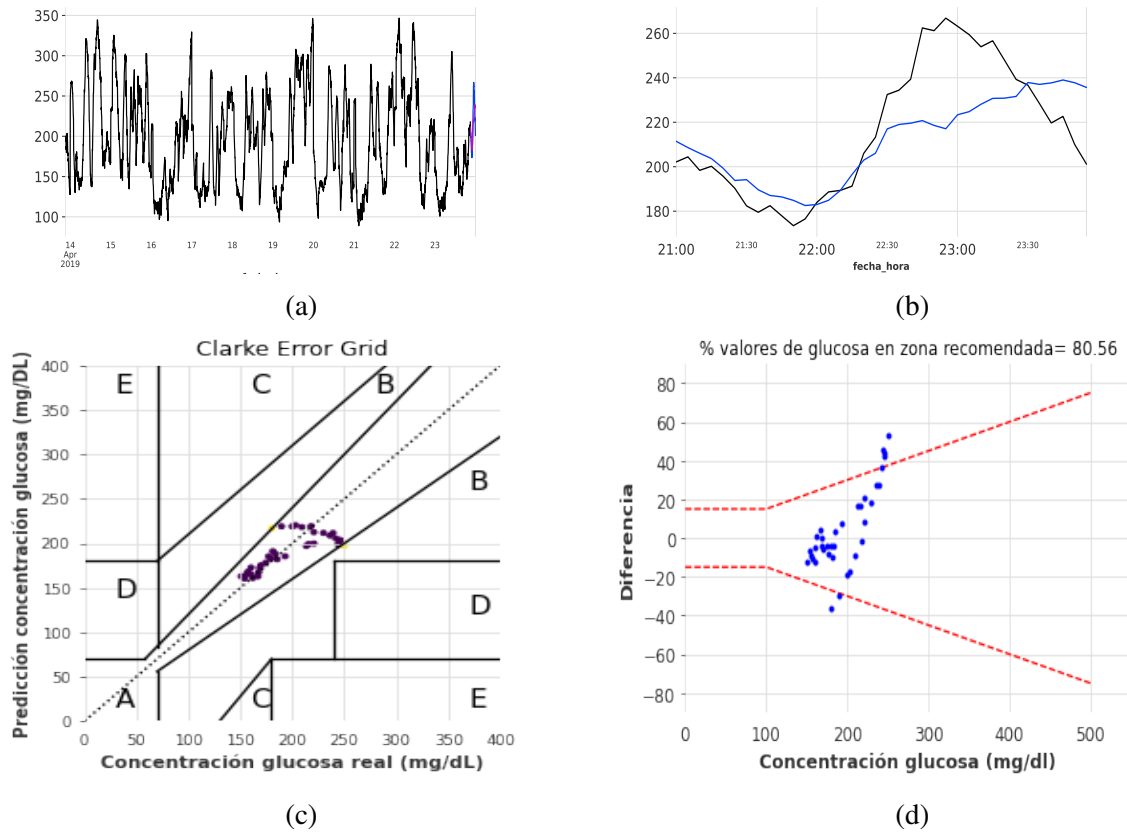 350
300
250
200
150
100
14 15 16 17 18 19 20 21 22 23
Apr
2019
(a)
260
240
220
200
180
21:00 21:30 22:00 22:30 23:00 23:30
fecha_hora
(b)
Clarke Error Grid
Predicción concentración glucosa (mg/DL)
400
350
300
250
200
150
100
50
0
E C B
B
D
D
A C E
0 50 100 150 200 250 300 350 400
Concentración glucosa real (mg/dL)
(c)
% valores de glucosa en zona recomendada= 80.56
Diferencia
80
60
40
20
0
−20
−40
−60
−80
0 100 200 300 400 500
Concentración glucosa (mg/dl)
(d)